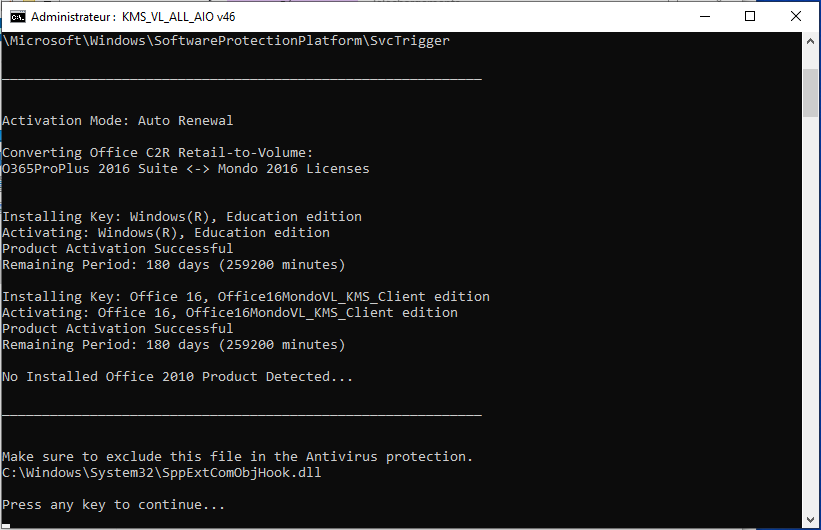 Administrateur : KMS_VL_ALL_AIO v46
\Microsoft\Windows\SoftwareProtectionPlatform\SvcTrigger
____________________________________________________________
Activation Mode: Auto Renewal
Converting Office C2R Retail-to-Volume:
O365ProPlus 2016 Suite <-> Mondo 2016 Licenses
Installing Key: Windows(R), Education edition
Activating: Windows(R), Education edition
Product Activation Successful
Remaining Period: 180 days (259200 minutes)
Installing Key: Office 16, Office16MondoVL_KMS_Client edition
Activating: Office 16, Office16MondoVL_KMS_Client edition
Product Activation Successful
Remaining Period: 180 days (259200 minutes)
No Installed Office 2010 Product Detected...
____________________________________________________________
Make sure to exclude this file in the Antivirus protection.
C:\Windows\System32\SppExtComObjHook.dll
Press any key to continue...